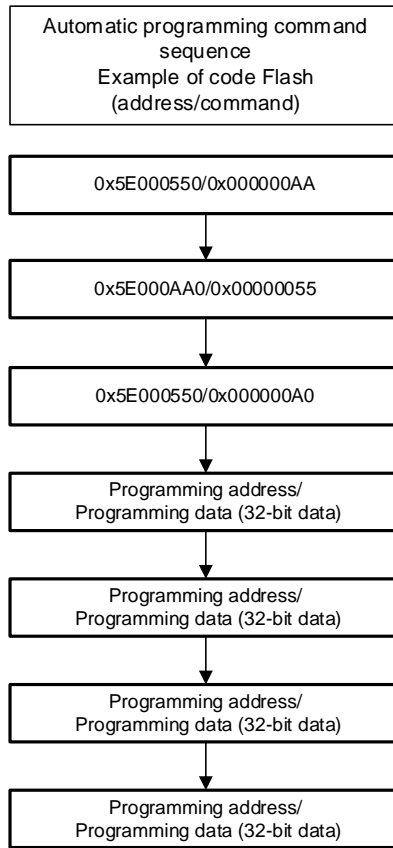 Automatic programming command
sequence
Example of code Flash
(address/command)
0x5E000550/0x000000AA
0x5E000AA0/0x00000055
0x5E000550/0x000000A0
Programming address/
Programming data (32-bit data)
Programming address/
Programming data (32-bit data)
Programming address/
Programming data (32-bit data)
Programming address/
Programming data (32-bit data)